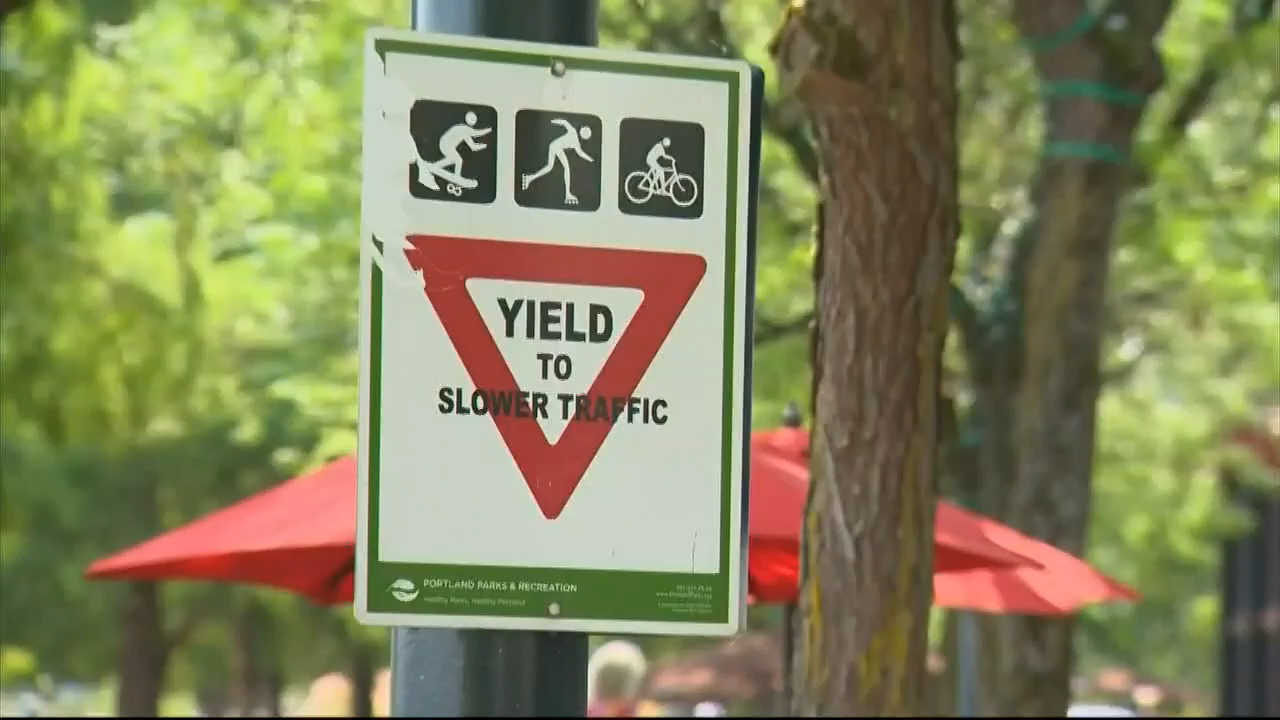 YIELD
TO
SLOWER TRAFFIC
PORTLAND PARKS & RECREATION
Healthy Parks, Healthy Portland